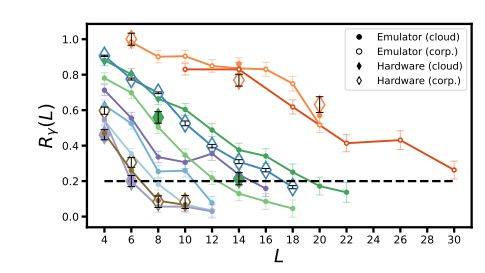 1.0
0.8
0.6
0.4
0.2
0.0
R_γ(L)
4 6 8 10 12 14 16 18 20 22 24 26 28 30
L
Emulator (cloud)
Emulator (corp.)
Hardware (cloud)
Hardware (corp.)